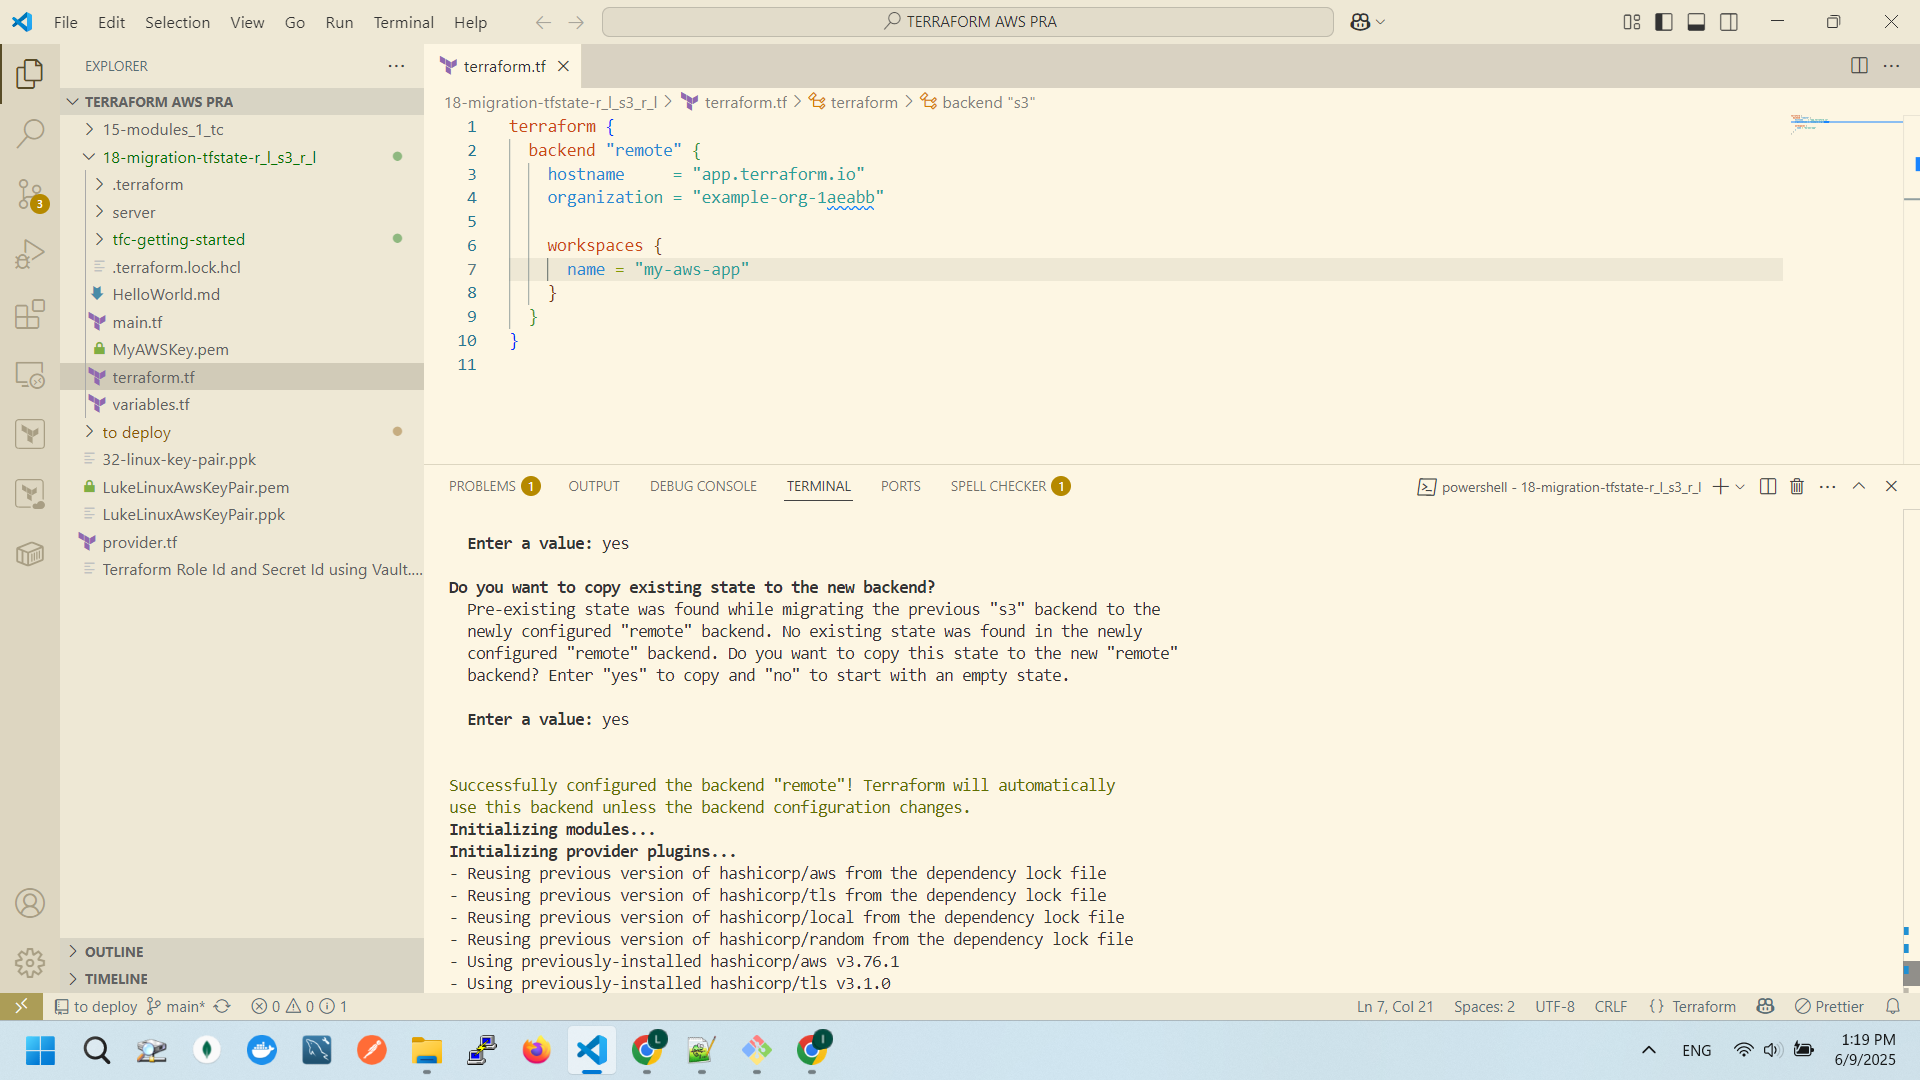 File Edit Selection View Go Run Terminal Help
TERRAFORM AWS PRA
EXPLORER
TERRAFORM AWS PRA
15-modules_1_tc
18-migration-tfstate-r_l_s3_r_l
.terraform
server
tfc-getting-started
.terraform.lock.hcl
HelloWorld.md
main.tf
MyAWSKey.pem
terraform.tf
variables.tf
to deploy
32-linux-key-pair.ppk
LukeLinuxAwsKeyPair.pem
LukeLinuxAwsKeyPair.ppk
provider.tf
Terraform Role Id and Secret Id using Vault....
OUTLINE
TIMELINE
3
terraform.tf
18-migration-tfstate-r_l_s3_r_l > terraform.tf > terraform > backend "s3"
1 terraform {
2 backend "remote" {
3 hostname = "app.terraform.io"
4 organization = "example-org-1aeabb"
5
6 workspaces {
7 name = "my-aws-app"
8 }
9 }
10 }
11
PROBLEMS 1 OUTPUT DEBUG CONSOLE TERMINAL PORTS SPELL CHECKER 1
powershell - 18-migration-tfstate-r_l_s3_r_l
Enter a value: yes
Do you want to copy existing state to the new backend?
Pre-existing state was found while migrating the previous "s3" backend to the
newly configured "remote" backend. No existing state was found in the newly
configured "remote" backend. Do you want to copy this state to the new "remote"
backend? Enter "yes" to copy and "no" to start with an empty state.
Enter a value: yes
Successfully configured the backend "remote"! Terraform will automatically
use this backend unless the backend configuration changes.
Initializing modules...
Initializing provider plugins...
- Reusing previous version of hashicorp/aws from the dependency lock file
- Reusing previous version of hashicorp/tls from the dependency lock file
- Reusing previous version of hashicorp/local from the dependency lock file
- Reusing previous version of hashicorp/random from the dependency lock file
- Using previously-installed hashicorp/aws v3.76.1
- Using previously-installed hashicorp/tls v3.1.0
to deploy main* 0 0 1
Ln 7, Col 21 Spaces: 2 UTF-8 CRLF {} Terraform Prettier
L
I
ENG
1:19 PM
6/9/2025